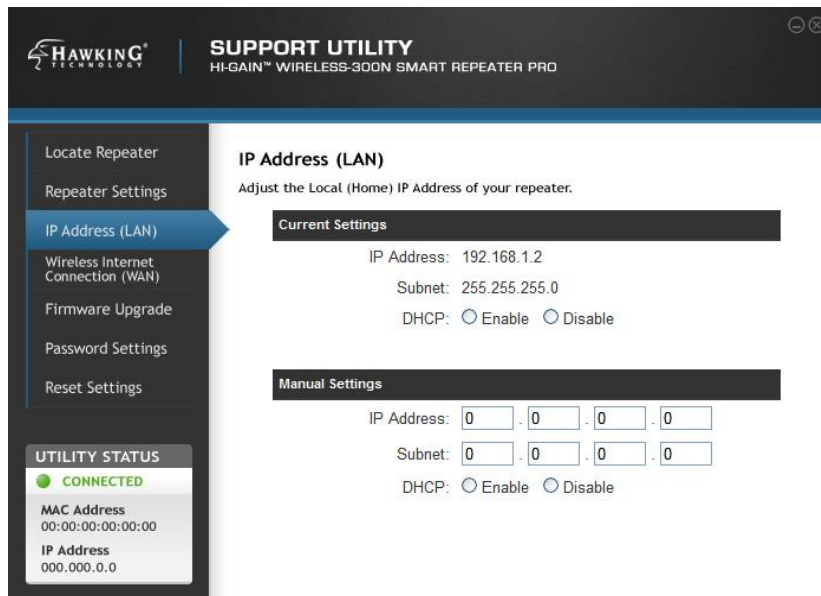 HAWKING®
TECHNOLOGY
SUPPORT UTILITY
HI-GAIN™ WIRELESS-300N SMART REPEATER PRO
Locate Repeater
Repeater Settings
IP Address (LAN)
Wireless Internet
Connection (WAN)
Firmware Upgrade
Password Settings
Reset Settings
UTILITY STATUS
CONNECTED
MAC Address
00:00:00:00:00:00
IP Address
000.000.0.0
IP Address (LAN)
Adjust the Local (Home) IP Address of your repeater.
Current Settings
IP Address: 192.168.1.2
Subnet: 255.255.255.0
DHCP: Enable Disable
Manual Settings
IP Address: 0 . 0 . 0 . 0
Subnet: 0 . 0 . 0 . 0
DHCP: Enable Disable